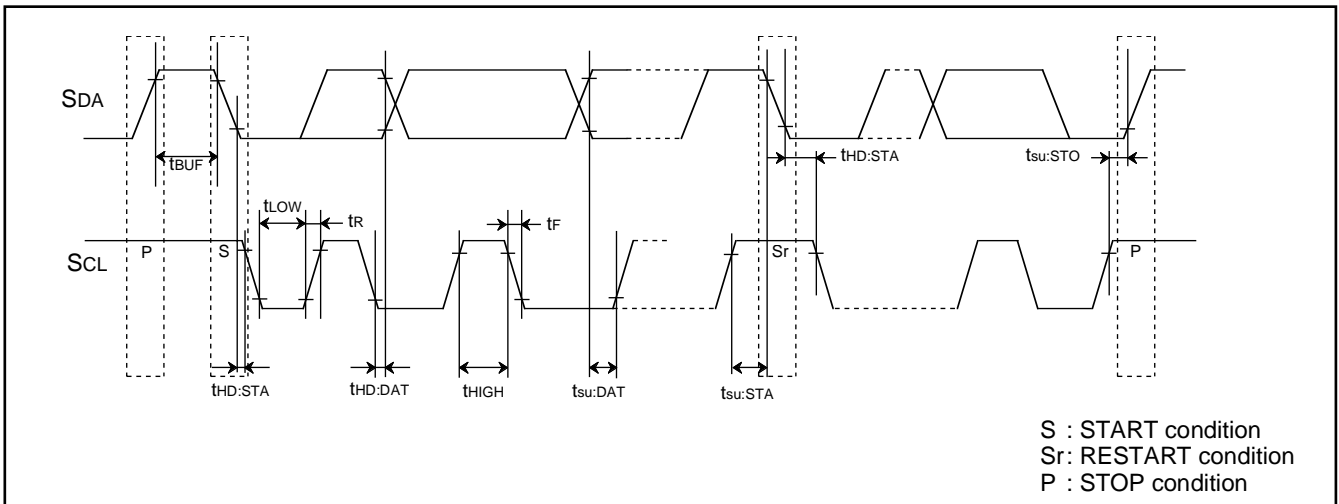 SDA
tBUF
tHD:STA
tsu:STO
tLOW
tR
tF
SCL
P
S
Sr
P
tHD:STA
tHD:DAT
tHIGH
tsu:DAT
tsu:STA
S : START condition
Sr: RESTART condition
P : STOP condition